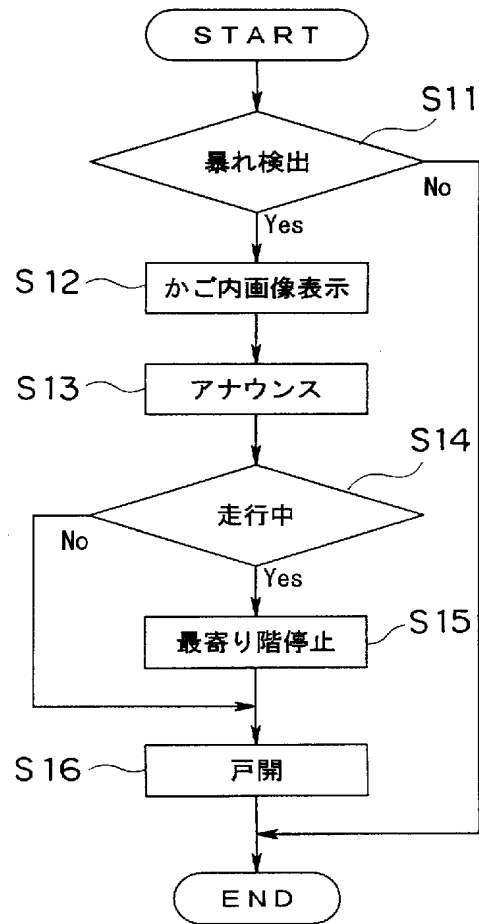 START
S11
暴れ検出
No
Yes
S12
かご内画像表示
S13
アナウンス
S14
走行中
No
Yes
最寄り階停止
S15
S16
戸開
END